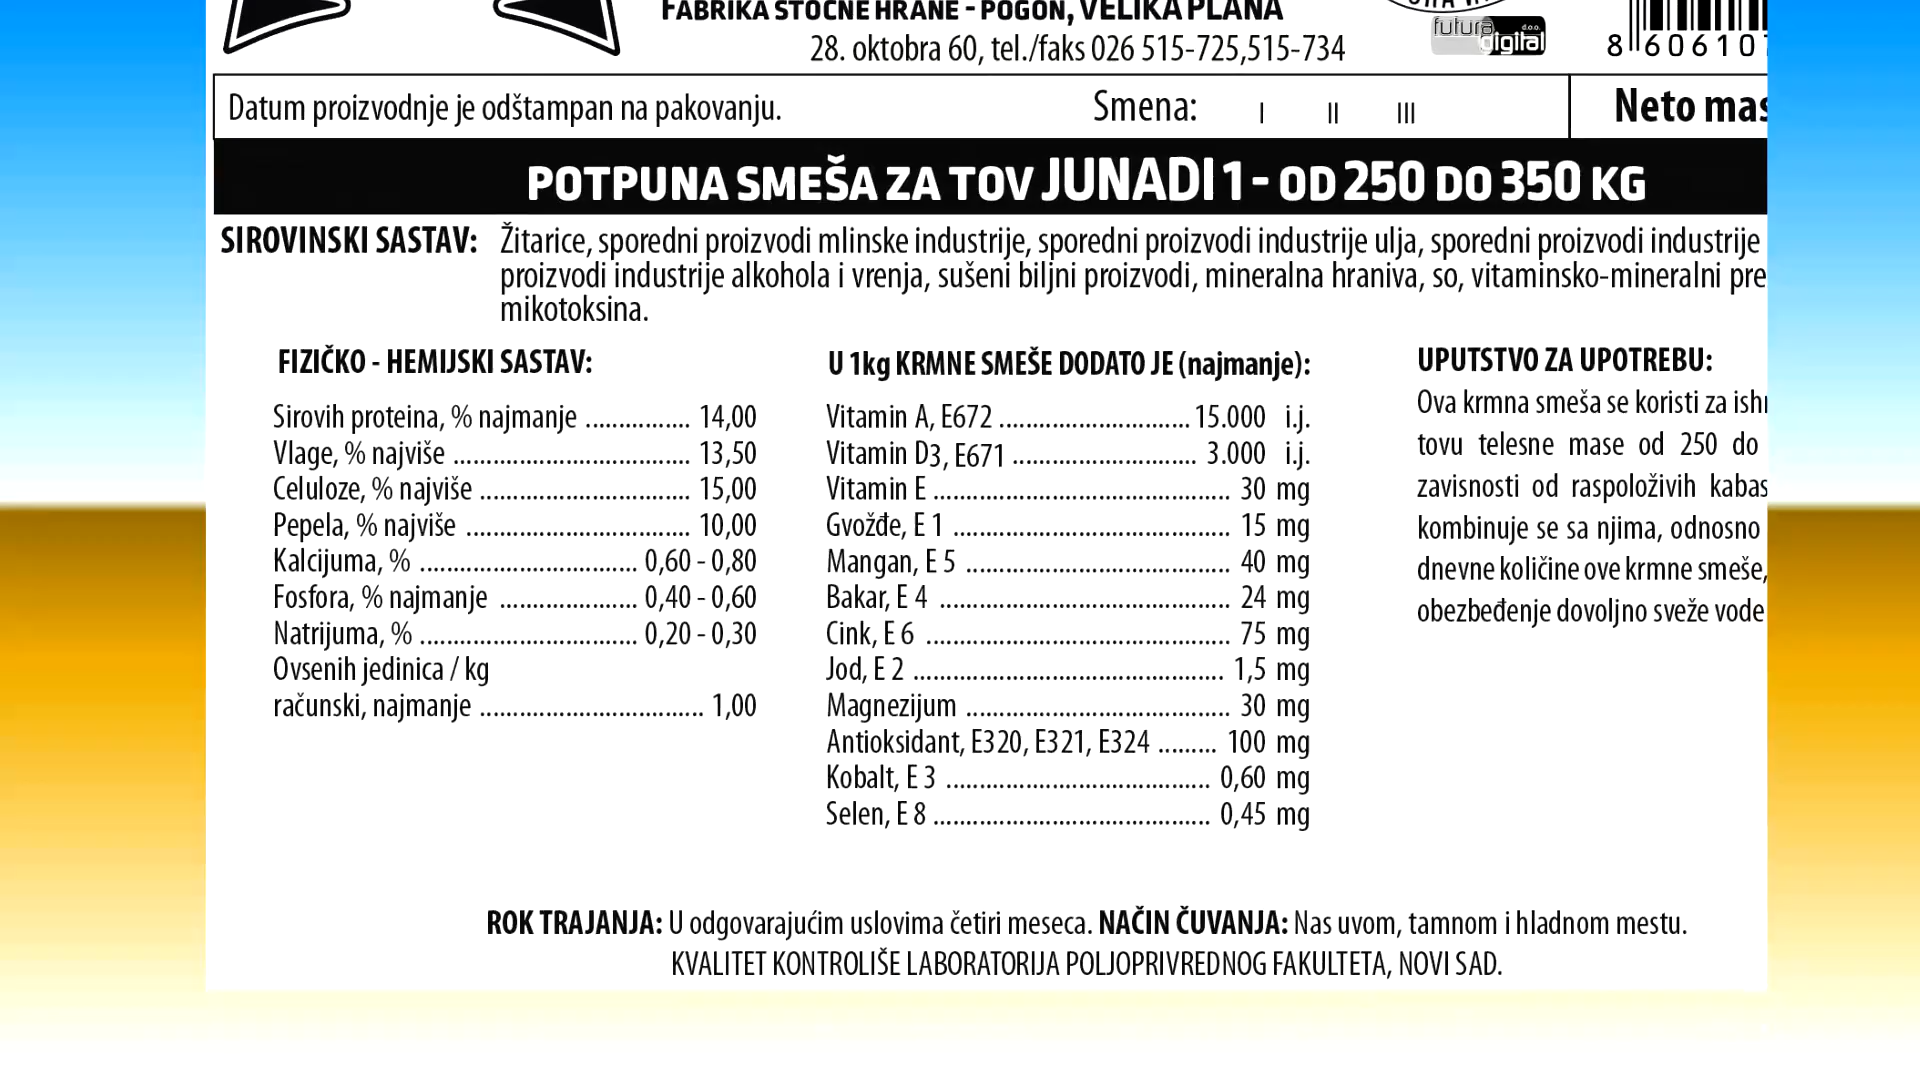 FABRIKA STOČNE HRANE - POGON, VELIKA PLANA
28. oktobra 60, tel./faks 026 515-725,515-734
futura d.o.o.
digital
8 606107
Datum proizvodnje je odštampan na pakovanju.
Smena: I II III
Neto mas
POTPUNA SMEŠA ZA TOV JUNADI 1 - OD 250 DO 350 KG
SIROVINSKI SASTAV: Žitarice, sporedni proizvodi mlinske industrije, sporedni proizvodi industrije ulja, sporedni proizvodi industrije
proizvodi industrije alkohola i vrenja, sušeni biljni proizvodi, mineralna hraniva, so, vitaminsko-mineralni pre
mikotoksina.
FIZIČKO - HEMIJSKI SASTAV:
Sirovih proteina, % najmanje ................ 14,00
Vlage, % najviše .................................... 13,50
Celuloze, % najviše ................................ 15,00
Pepela, % najviše .................................. 10,00
Kalcijuma, % ................................. 0,60 - 0,80
Fosfora, % najmanje ..................... 0,40 - 0,60
Natrijuma, % ................................. 0,20 - 0,30
Ovsenih jedinica / kg
računski, najmanje .................................. 1,00
U 1kg KRMNE SMEŠE DODATO JE (najmanje):
Vitamin A, E672 ............................. 15.000 i.j.
Vitamin D3, E671 ............................ 3.000 i.j.
Vitamin E ............................................. 30 mg
Gvožđe, E 1 .......................................... 15 mg
Mangan, E 5 ........................................ 40 mg
Bakar, E 4 ............................................ 24 mg
Cink, E 6 .............................................. 75 mg
Jod, E 2 ............................................... 1,5 mg
Magnezijum ........................................ 30 mg
Antioksidant, E320, E321, E324 ......... 100 mg
Kobalt, E 3 ........................................ 0,60 mg
Selen, E 8 .......................................... 0,45 mg
UPUTSTVO ZA UPOTREBU:
Ova krmna smeša se koristi za ish
tovu telesne mase od 250 do
zavisnosti od raspoloživih kabas
kombinuje se sa njima, odnosno
dnevne količine ove krmne smeše,
obezbeđenje dovoljno sveže vode
ROK TRAJANJA: U odgovarajućim uslovima četiri meseca. NAČIN ČUVANJA: Nas uvom, tamnom i hladnom mestu.
KVALITET KONTROLIŠE LABORATORIJA POLJOPRIVREDNOG FAKULTETA, NOVI SAD.